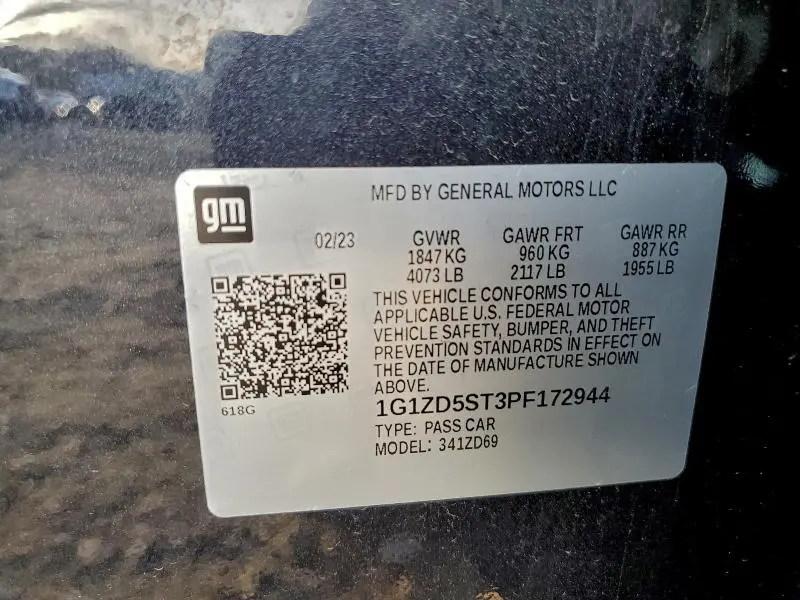 gm
MFD BY GENERAL MOTORS LLC
02/23
GVWR GAWR FRT GAWR RR
1847 KG 960 KG 887 KG
4073 LB 2117 LB 1955 LB
THIS VEHICLE CONFORMS TO ALL
APPLICABLE U.S. FEDERAL MOTOR
VEHICLE SAFETY, BUMPER, AND THEFT
PREVENTION STANDARDS IN EFFECT ON
THE DATE OF MANUFACTURE SHOWN
ABOVE.
618G
1G1ZD5ST3PF172944
TYPE: PASS CAR
MODEL: 341ZD69